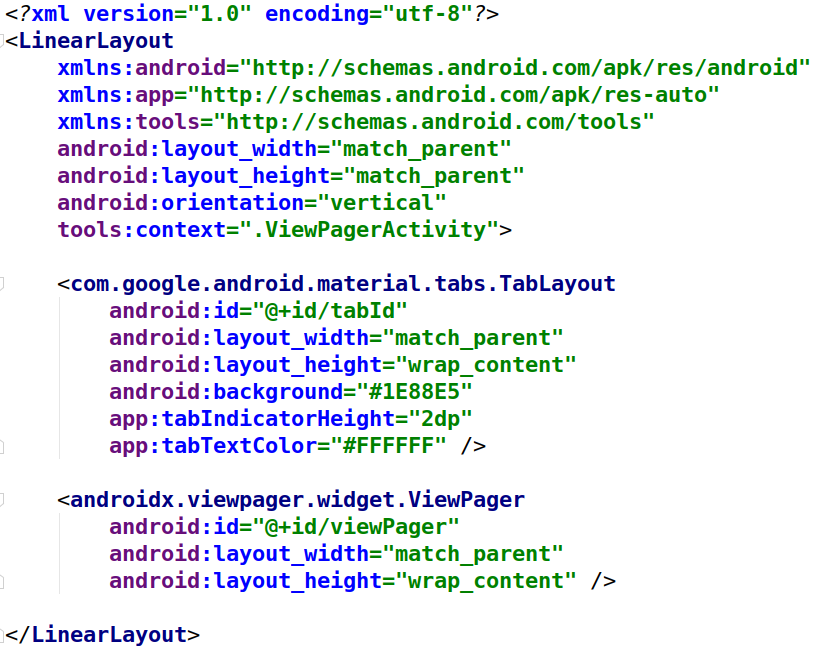 <?xml version="1.0" encoding="utf-8"?>
<LinearLayout
    xmlns:android="http://schemas.android.com/apk/res/android"
    xmlns:app="http://schemas.android.com/apk/res-auto"
    xmlns:tools="http://schemas.android.com/tools"
    android:layout_width="match_parent"
    android:layout_height="match_parent"
    android:orientation="vertical"
    tools:context=".ViewPagerActivity">

    <com.google.android.material.tabs.TabLayout
        android:id="@+id/tabId"
        android:layout_width="match_parent"
        android:layout_height="wrap_content"
        android:background="#1E88E5"
        app:tabIndicatorHeight="2dp"
        app:tabTextColor="#FFFFFF" />

    <androidx.viewpager.widget.ViewPager
        android:id="@+id/viewPager"
        android:layout_width="match_parent"
        android:layout_height="wrap_content" />

</LinearLayout>